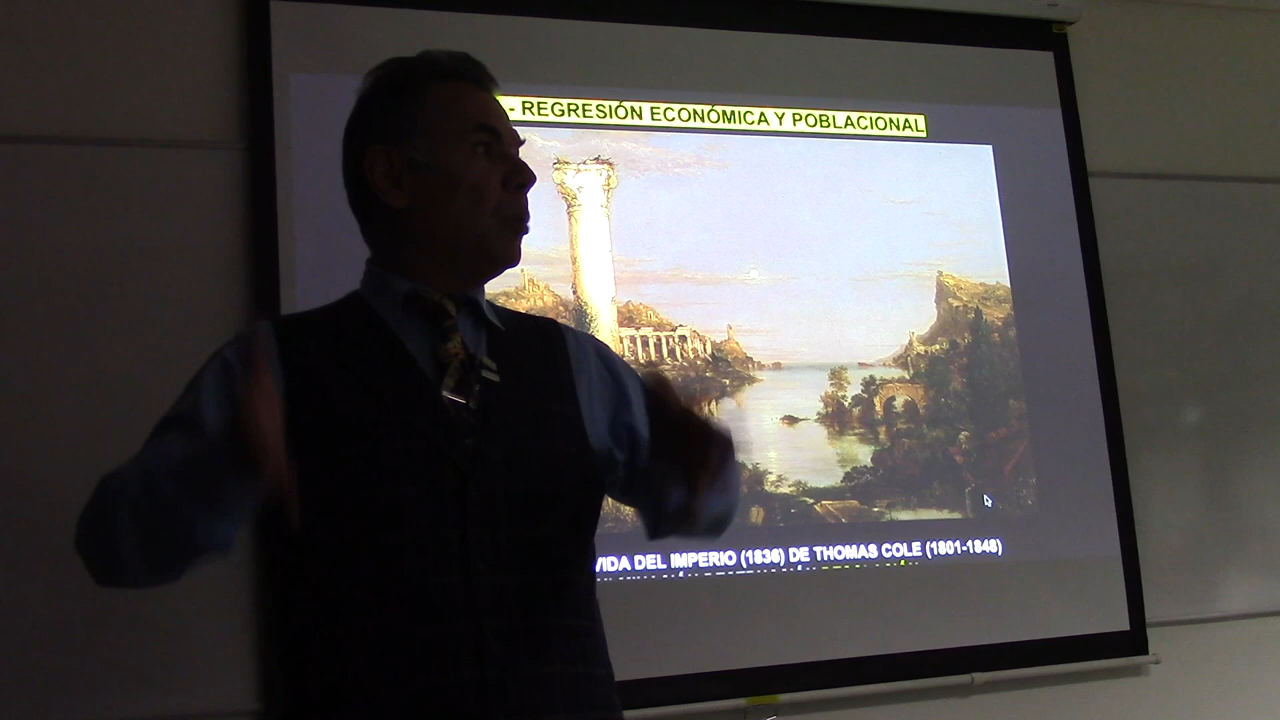 - REGRESIÓN ECONÓMICA Y POBLACIONAL
VIDA DEL IMPERIO (1836) DE THOMAS COLE (1801-1848)